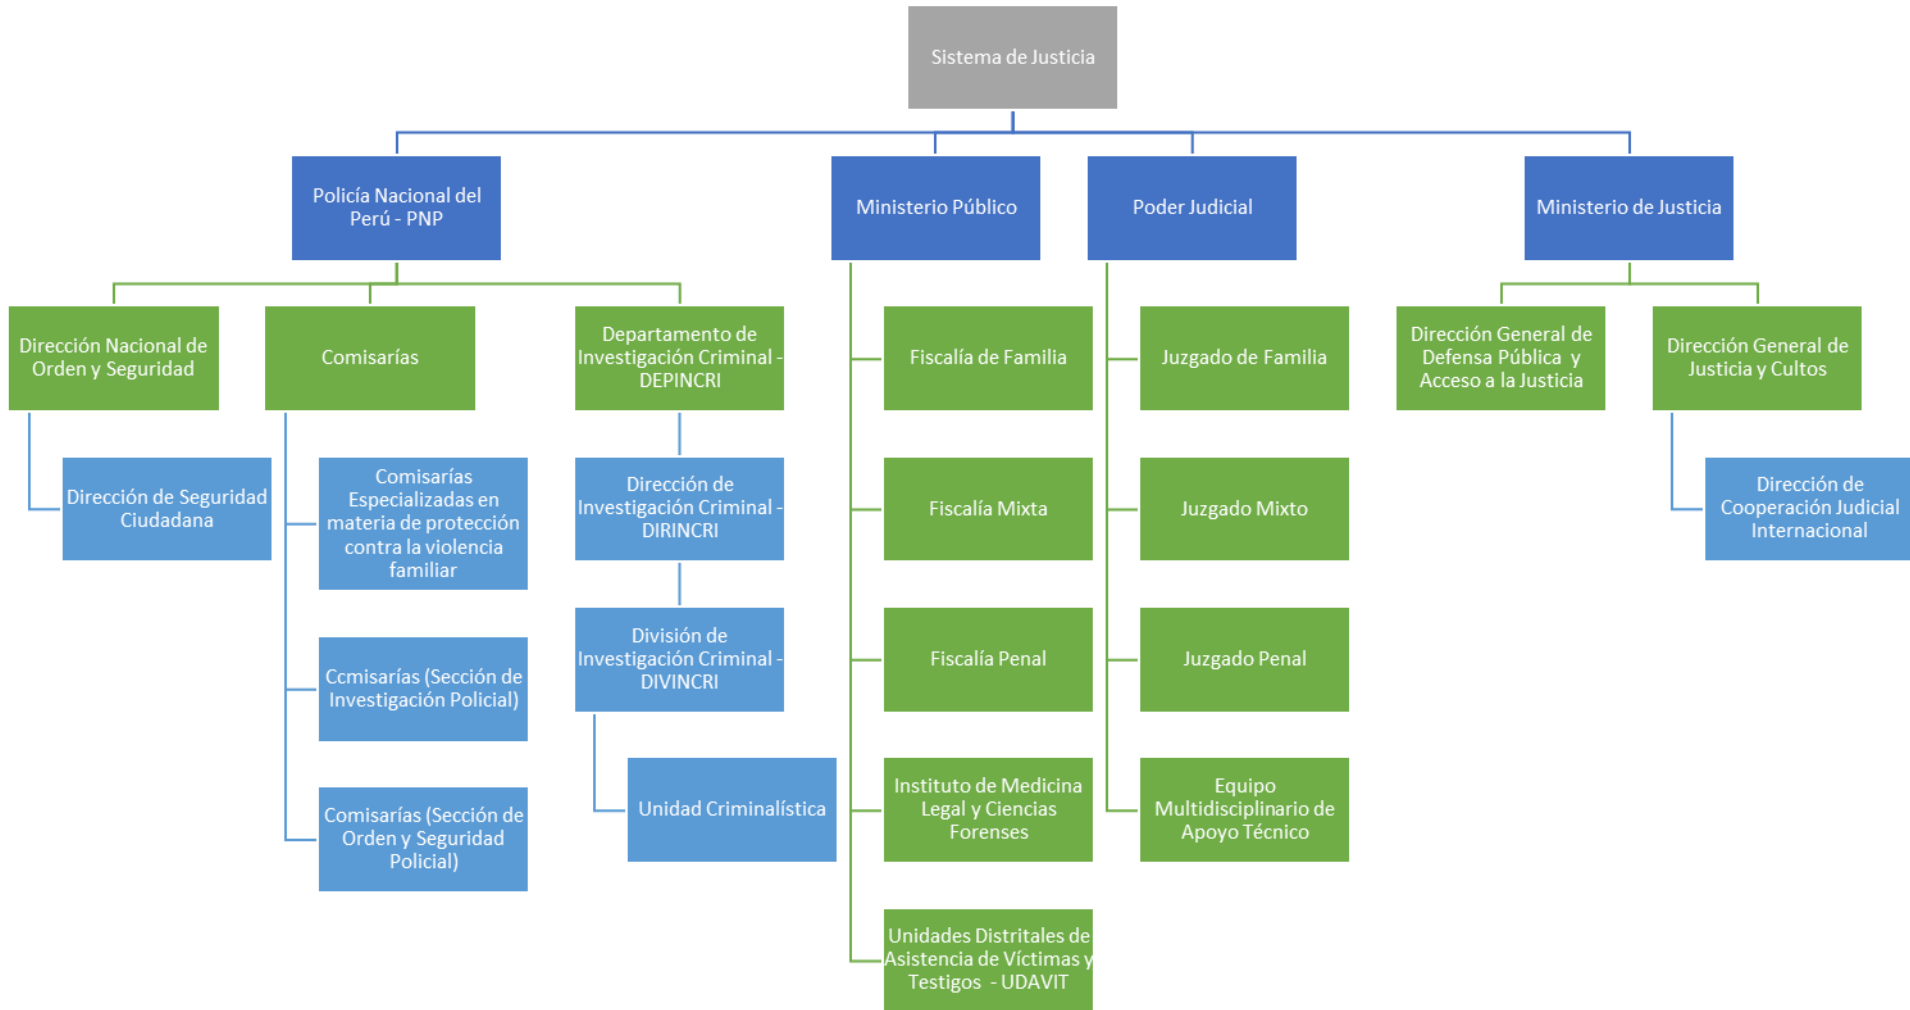 Sistema de Justicia
Policía Nacional del
Perú - PNP
Ministerio Público
Poder Judicial
Ministerio de Justicia
Dirección Nacional de
Orden y Seguridad
Comisarías
Departamento de
Investigación Criminal -
DEPINCRI
Fiscalía de Familia
Juzgado de Familia
Dirección General de
Defensa Pública y
Acceso a la Justicia
Dirección General de
Justicia y Cultos
Dirección de Seguridad
Ciudadana
Comisarías
Especializadas en
materia de protección
contra la violencia
familiar
Dirección de
Investigación Criminal -
DIRINCRI
Fiscalía Mixta
Juzgado Mixto
Dirección de
Cooperación Judicial
Internacional
Ccmisarías (Sección de
Investigación Policial)
División de
Investigación Criminal -
DIVINCRI
Fiscalía Penal
Juzgado Penal
Comisarías (Sección de
Orden y Seguridad
Policial)
Unidad Criminalística
Instituto de Medicina
Legal y Ciencias
Forenses
Equipo
Multidisciplinario de
Apoyo Técnico
Unidades Distritales de
Asistencia de Víctimas y
Testigos - UDAVIT